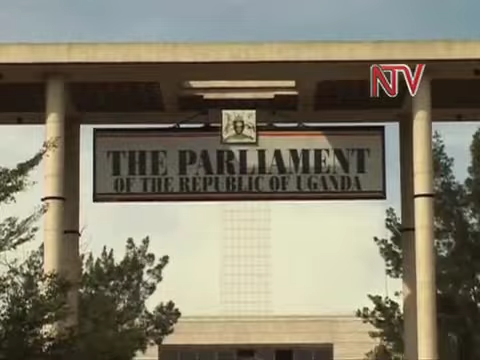 NTV
THE PARLIAMENT
OF THE REPUBLIC OF UGANDA